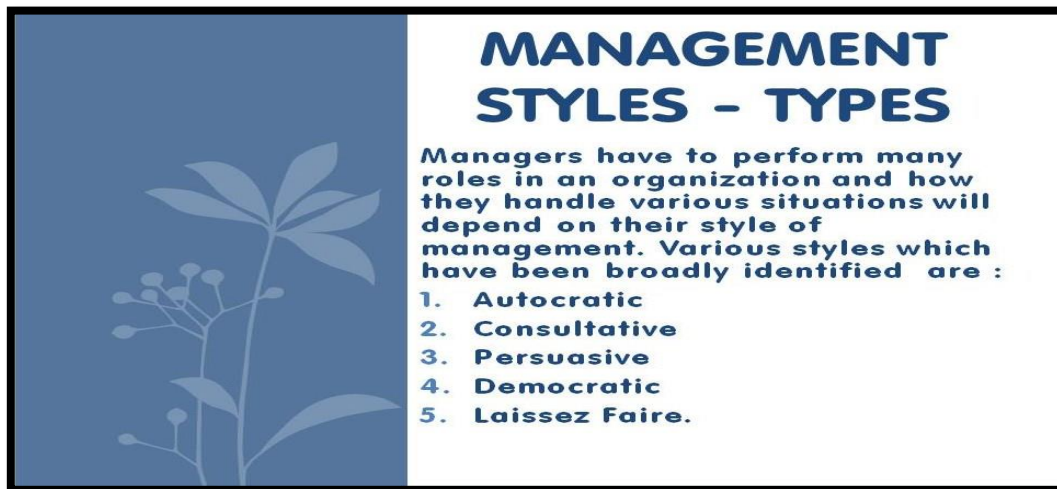 MANAGEMENT
STYLES – TYPES
Managers have to perform many
roles in an organization and how
they handle various situations will
depend on their style of
management. Various styles which
have been broadly identified are :
1. Autocratic
2. Consultative
3. Persuasive
4. Democratic
5. Laissez Faire.